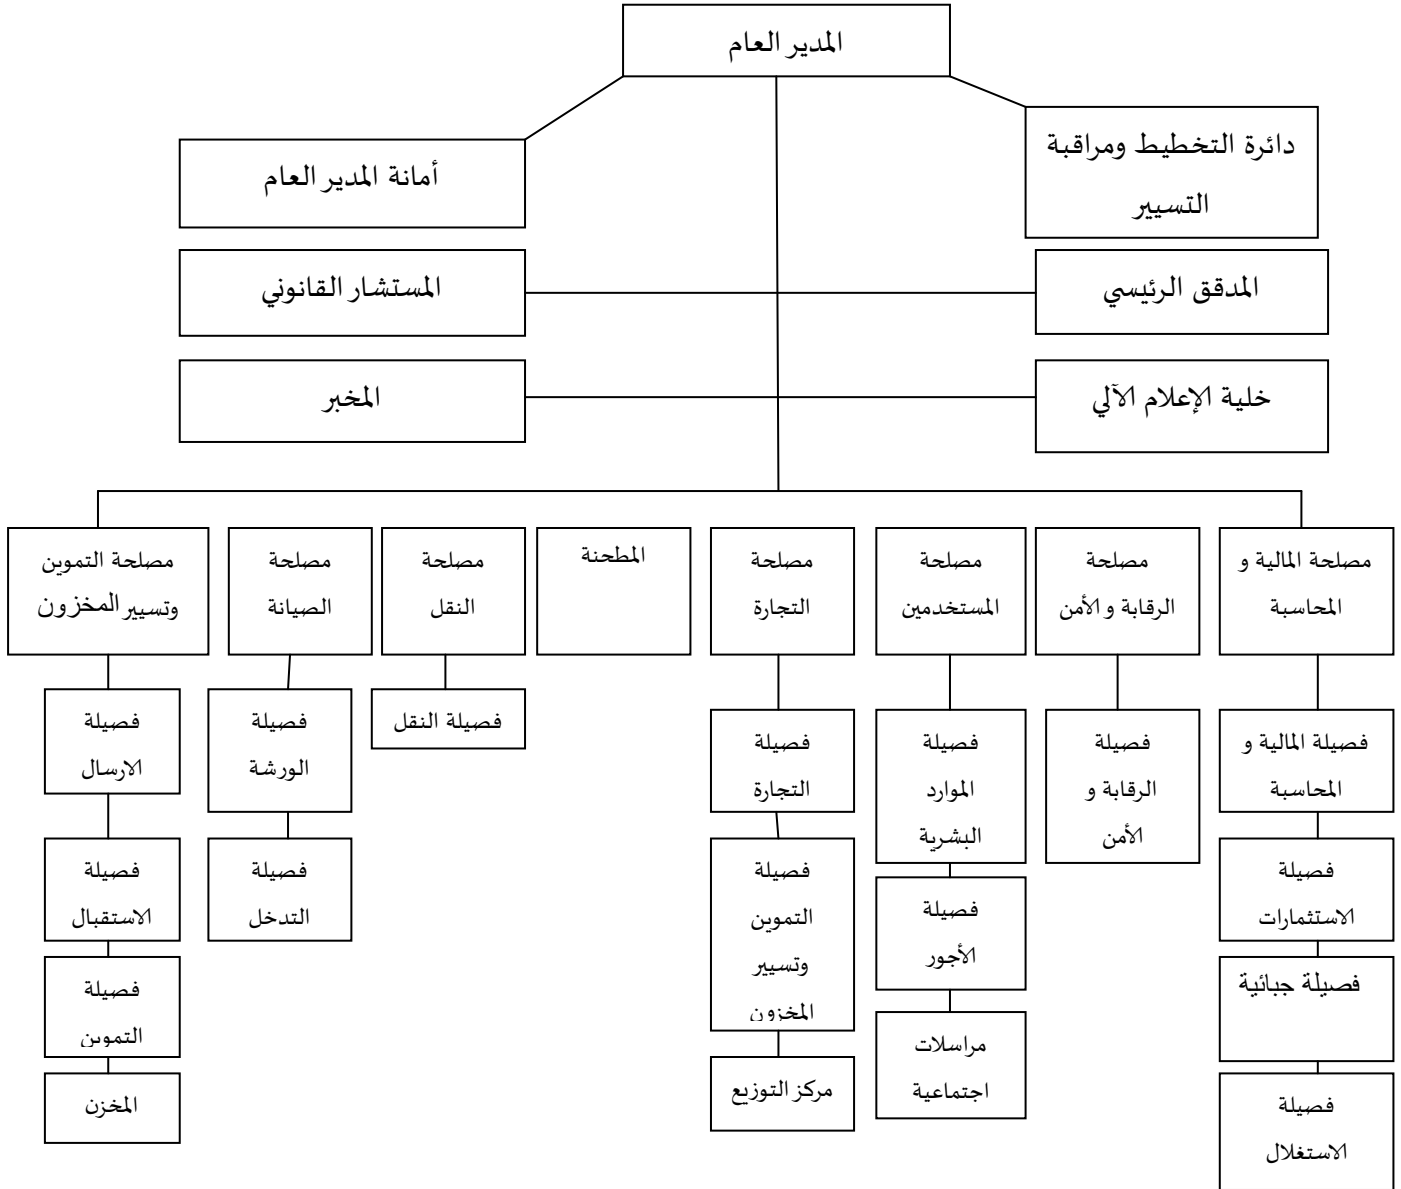 المدير العام
دائرة التخطيط ومراقبة
التسيير
أمانة المدير العام
المدقق الرئيسي
المستشار القانوني
خلية الإعلام الآلي
المخبر
مصلحة المالية و
المحاسبة
مصلحة
الرقابة و الأمن
مصلحة
المستخدمين
مصلحة
التجارة
المطحنة
مصلحة
النقل
مصلحة
الصيانة
مصلحة التموين
وتسيير المخزون
فصيلة المالية و
المحاسبة
فصيلة
الاستثمارات
فصيلة جبائية
فصيلة
الاستغلال
فصيلة
الرقابة و
الأمن
فصيلة
الموارد
البشرية
فصيلة
الأجور
مراسلات
اجتماعية
فصيلة
التجارة
فصيلة
التموين
وتسيير
المخزون
مركز التوزيع
فصيلة النقل
فصيلة
الورشة
فصيلة
التدخل
فصيلة
الارسال
فصيلة
الاستقبال
فصيلة
التموين
المخزن